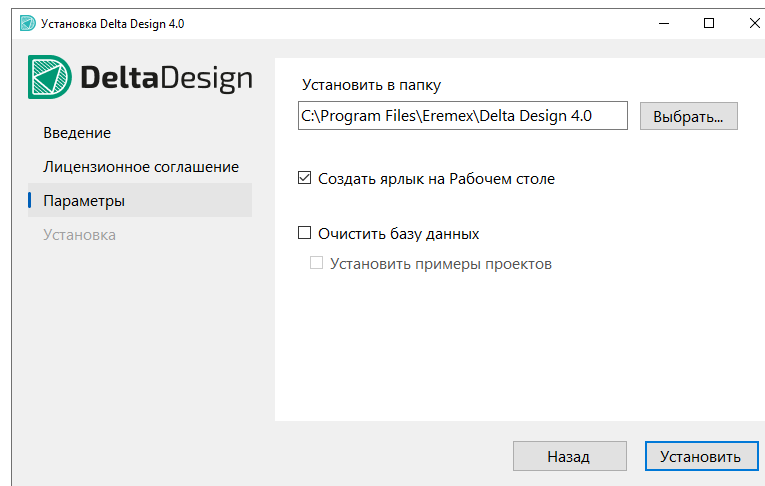 Установка Delta Design 4.0
DeltaDesign
Введение
Лицензионное соглашение
Параметры
Установка
Установить в папку
C:\Program Files\Eremex\Delta Design 4.0
Выбрать...
Создать ярлык на Рабочем столе
Очистить базу данных
Установить примеры проектов
Назад
Установить